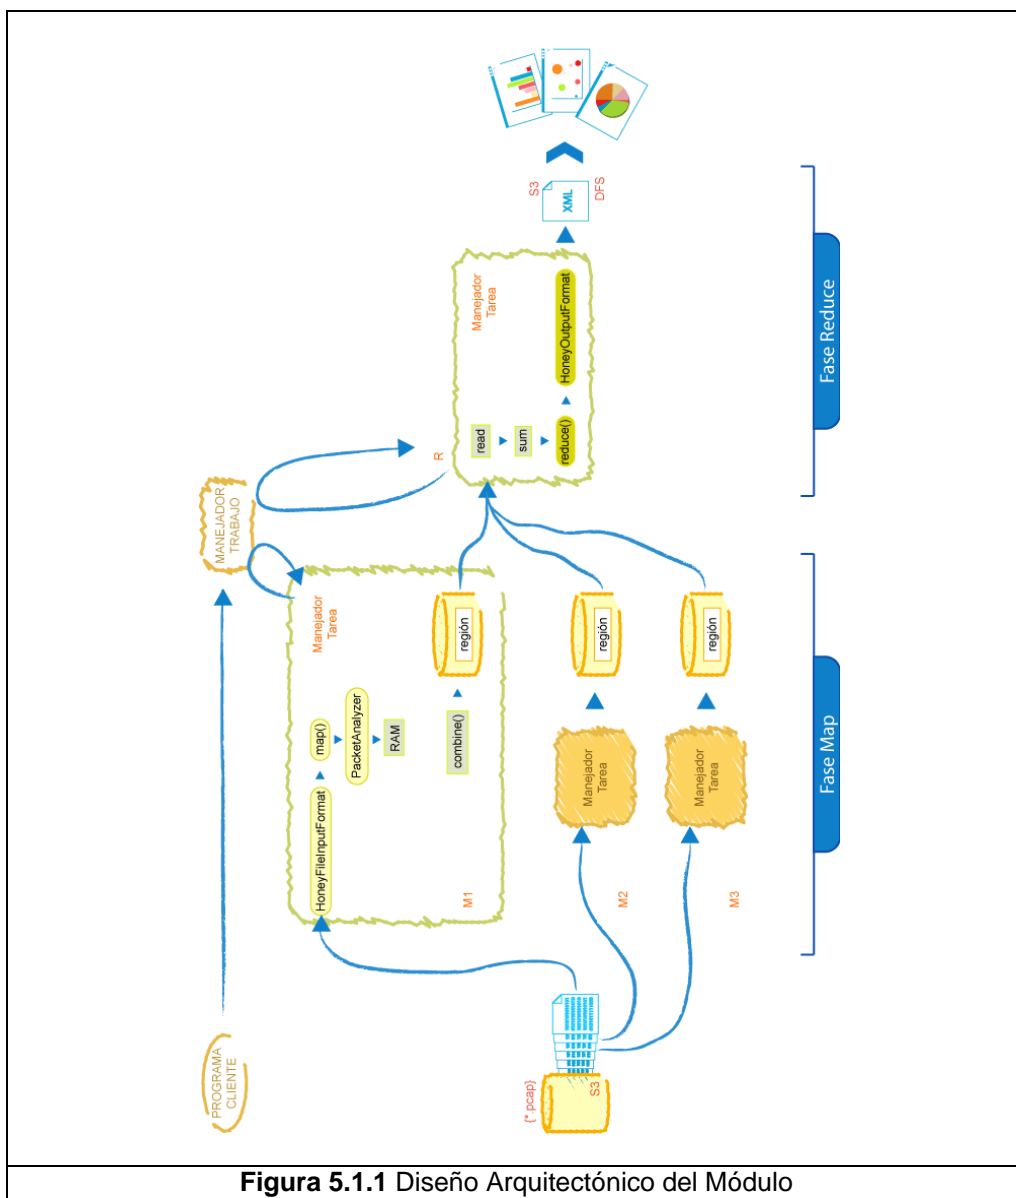 PROGRAMA
CLIENTE
MANEJADOR
TRABAJO
{*.pcap}
S3
HoneyFileInputFormat
map()
PacketAnalyzer
RAM
combine()
región
Manejador
Tarea
M1
Manejador
Tarea
región
M2
Manejador
Tarea
región
M3
R
Manejador
Tarea
read
sum
reduce()
HoneyOutputFormat
S3
XML
DFS
Fase Map
Fase Reduce
Figura 5.1.1 Diseño Arquitectónico del Módulo